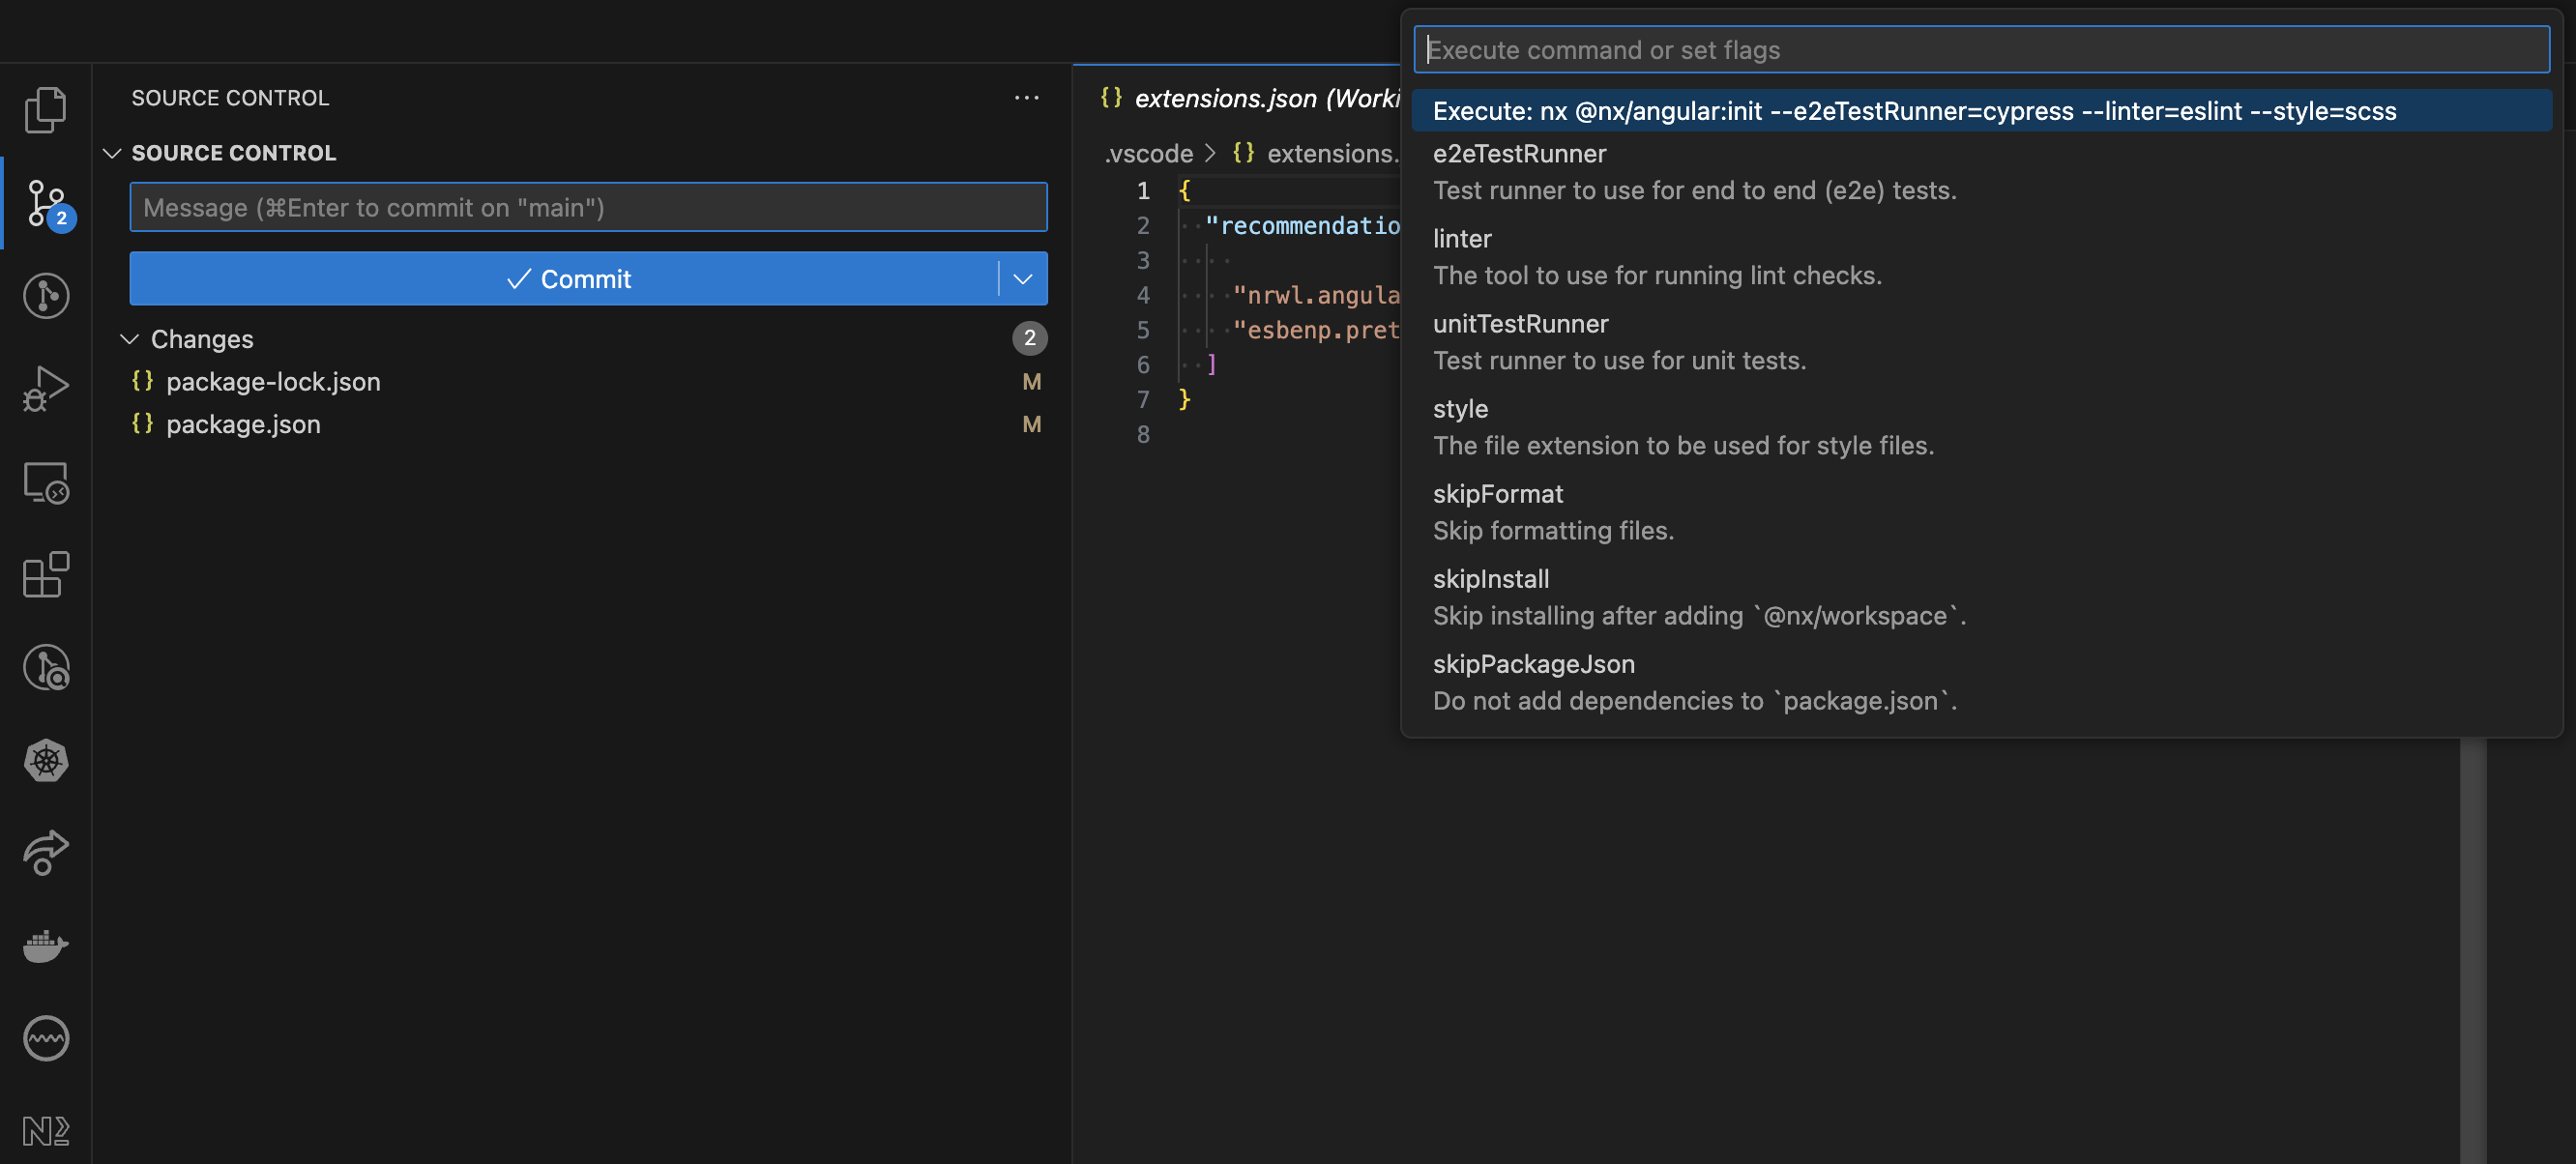 SOURCE CONTROL
SOURCE CONTROL
Message (⌘Enter to commit on "main")
Commit
Changes 2
{} package-lock.json M
{} package.json M
2
{} extensions.json (Worki
.vscode > {} extensions.
1 {
2 "recommendatio
3
4 "nrwl.angula
5 "esbenp.pret
6 ]
7 }
8
Execute command or set flags
Execute: nx @nx/angular:init --e2eTestRunner=cypress --linter=eslint --style=scss
e2eTestRunner
Test runner to use for end to end (e2e) tests.
linter
The tool to use for running lint checks.
unitTestRunner
Test runner to use for unit tests.
style
The file extension to be used for style files.
skipFormat
Skip formatting files.
skipInstall
Skip installing after adding `@nx/workspace`.
skipPackageJson
Do not add dependencies to `package.json`.